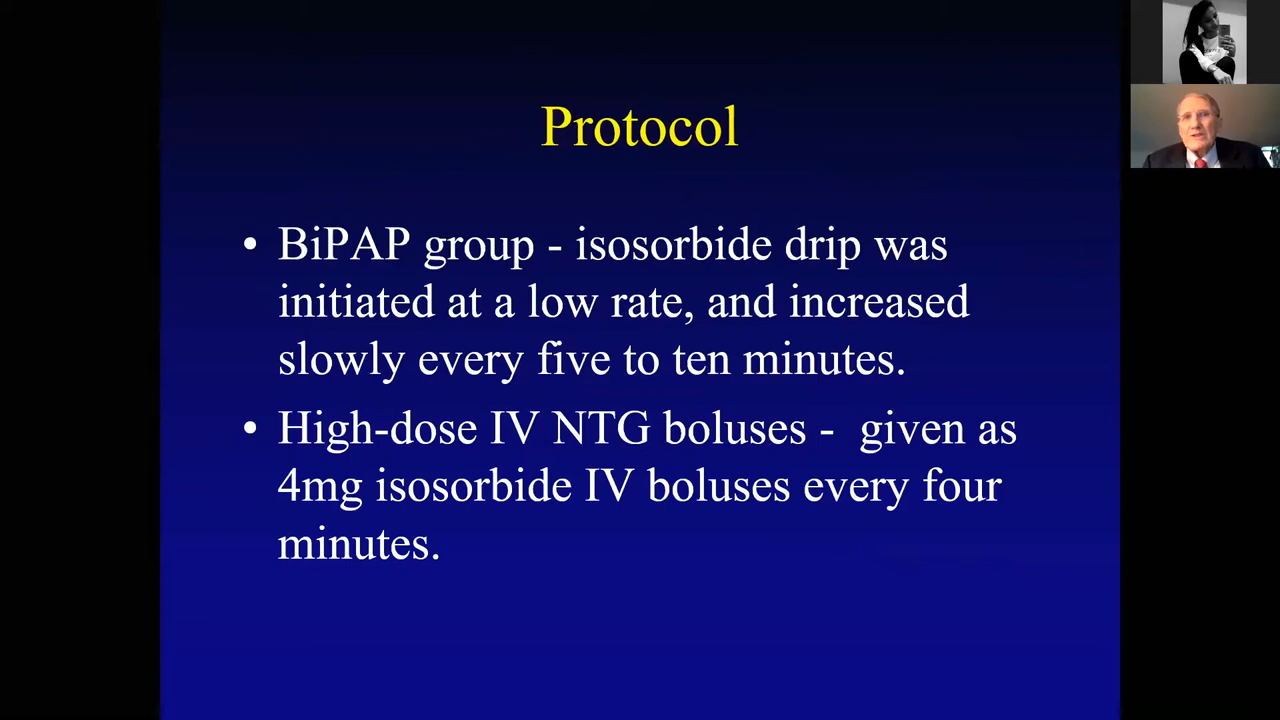 Protocol
• BiPAP group - isosorbide drip was
initiated at a low rate, and increased
slowly every five to ten minutes.
• High-dose IV NTG boluses -  given as
4mg isosorbide IV boluses every four
minutes.